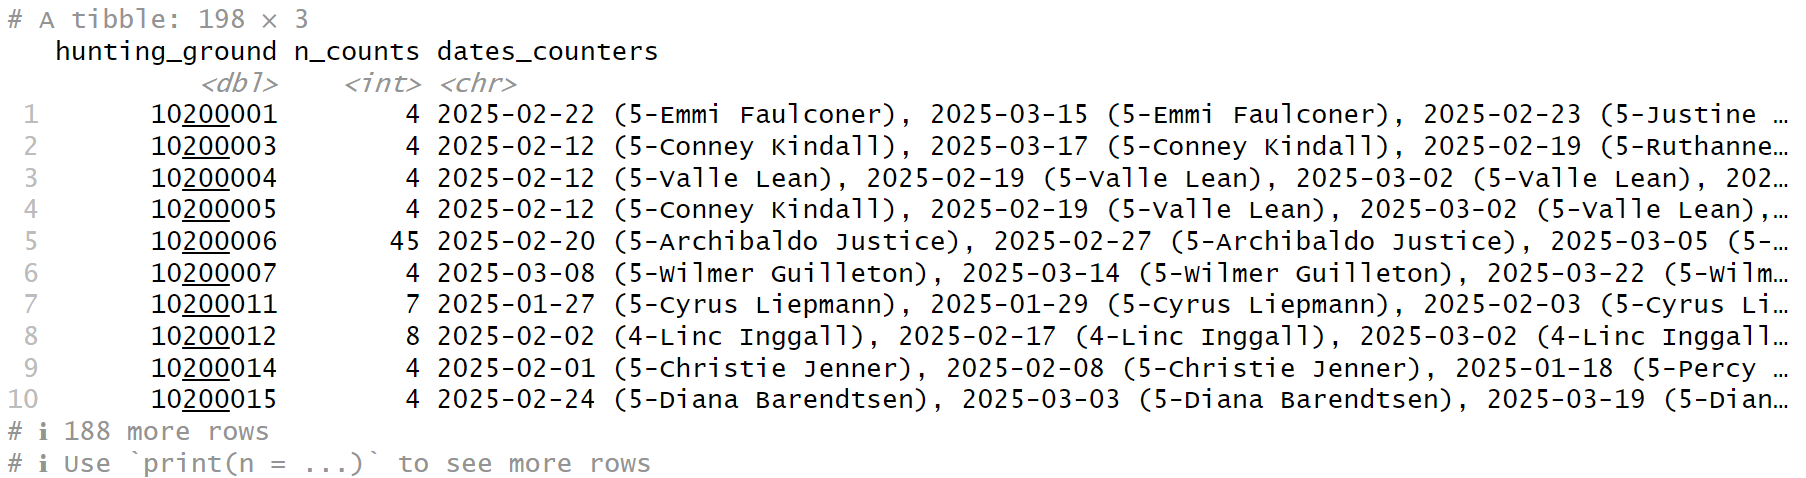 # A tibble: 198 × 3
hunting_ground n_counts dates_counters
<dbl> <int> <chr>
1 10200001 4 2025-02-22 (5-Emmi Faulconer), 2025-03-15 (5-Emmi Faulconer), 2025-02-23 (5-Justine …
2 10200003 4 2025-02-12 (5-Conney Kindall), 2025-03-17 (5-Conney Kindall), 2025-02-19 (5-Ruthanne…
3 10200004 4 2025-02-12 (5-Valle Lean), 2025-02-19 (5-Valle Lean), 2025-03-02 (5-Valle Lean), 202…
4 10200005 4 2025-02-12 (5-Conney Kindall), 2025-02-19 (5-Valle Lean), 2025-03-02 (5-Valle Lean),…
5 10200006 45 2025-02-20 (5-Archibaldo Justice), 2025-02-27 (5-Archibaldo Justice), 2025-03-05 (5-…
6 10200007 4 2025-03-08 (5-Wilmer Guilleton), 2025-03-14 (5-Wilmer Guilleton), 2025-03-22 (5-Wilm…
7 10200011 7 2025-01-27 (5-Cyrus Liepmann), 2025-01-29 (5-Cyrus Liepmann), 2025-02-03 (5-Cyrus Li…
8 10200012 8 2025-02-02 (4-Linc Inggall), 2025-02-17 (4-Linc Inggall), 2025-03-02 (4-Linc Inggall…
9 10200014 4 2025-02-01 (5-Christie Jenner), 2025-02-08 (5-Christie Jenner), 2025-01-18 (5-Percy …
10 10200015 4 2025-02-24 (5-Diana Barendtsen), 2025-03-03 (5-Diana Barendtsen), 2025-03-19 (5-Dian…
# ℹ 188 more rows
# ℹ Use `print(n = ...)` to see more rows